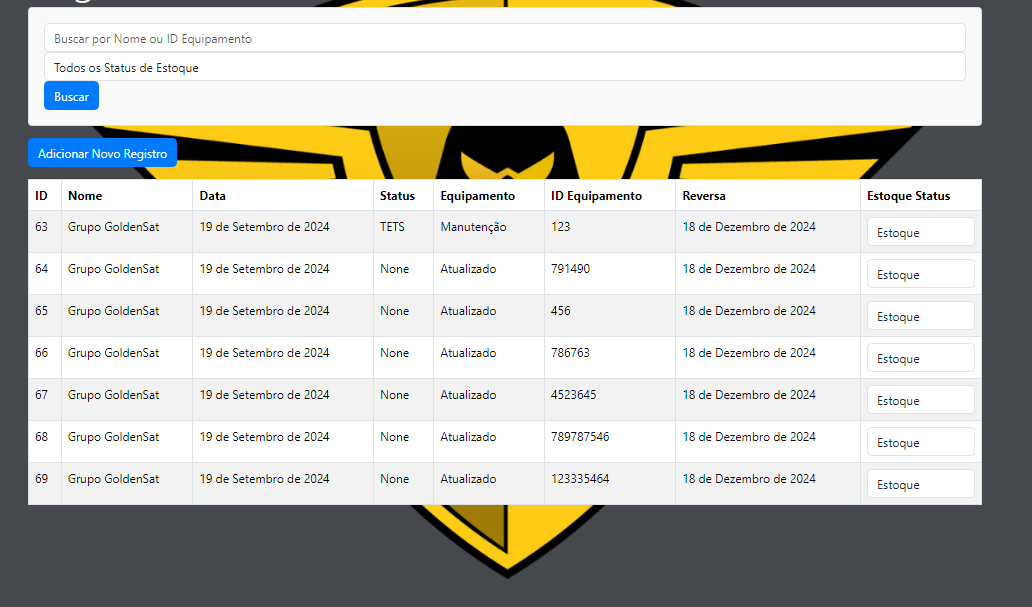 Buscar por Nome ou ID Equipamento
Todos os Status de Estoque
Buscar
Adicionar Novo Registro
ID Nome Data Status Equipamento ID Equipamento Reversa Estoque Status
63 Grupo GoldenSat 19 de Setembro de 2024 TETS Manutenção 123 18 de Dezembro de 2024 Estoque
64 Grupo GoldenSat 19 de Setembro de 2024 None Atualizado 791490 18 de Dezembro de 2024 Estoque
65 Grupo GoldenSat 19 de Setembro de 2024 None Atualizado 456 18 de Dezembro de 2024 Estoque
66 Grupo GoldenSat 19 de Setembro de 2024 None Atualizado 786763 18 de Dezembro de 2024 Estoque
67 Grupo GoldenSat 19 de Setembro de 2024 None Atualizado 4523645 18 de Dezembro de 2024 Estoque
68 Grupo GoldenSat 19 de Setembro de 2024 None Atualizado 789787546 18 de Dezembro de 2024 Estoque
69 Grupo GoldenSat 19 de Setembro de 2024 None Atualizado 123335464 18 de Dezembro de 2024 Estoque